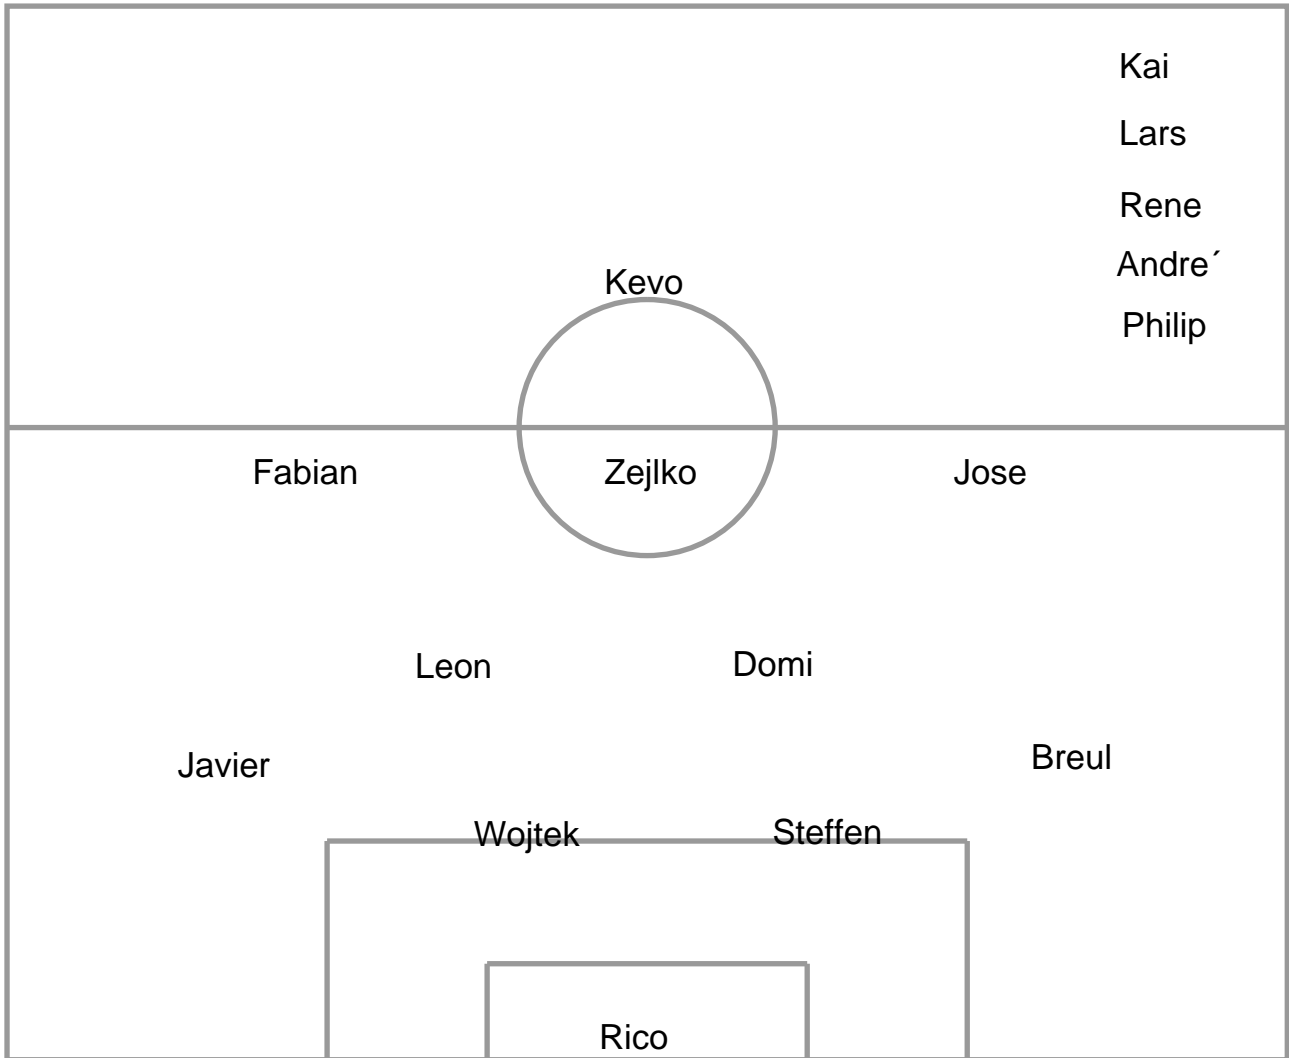 Kai
Lars
Rene
Andre´
Kevo
Philip
Fabian Zejlko Jose
Leon Domi
Javier Breul
Wojtek Steffen
Rico